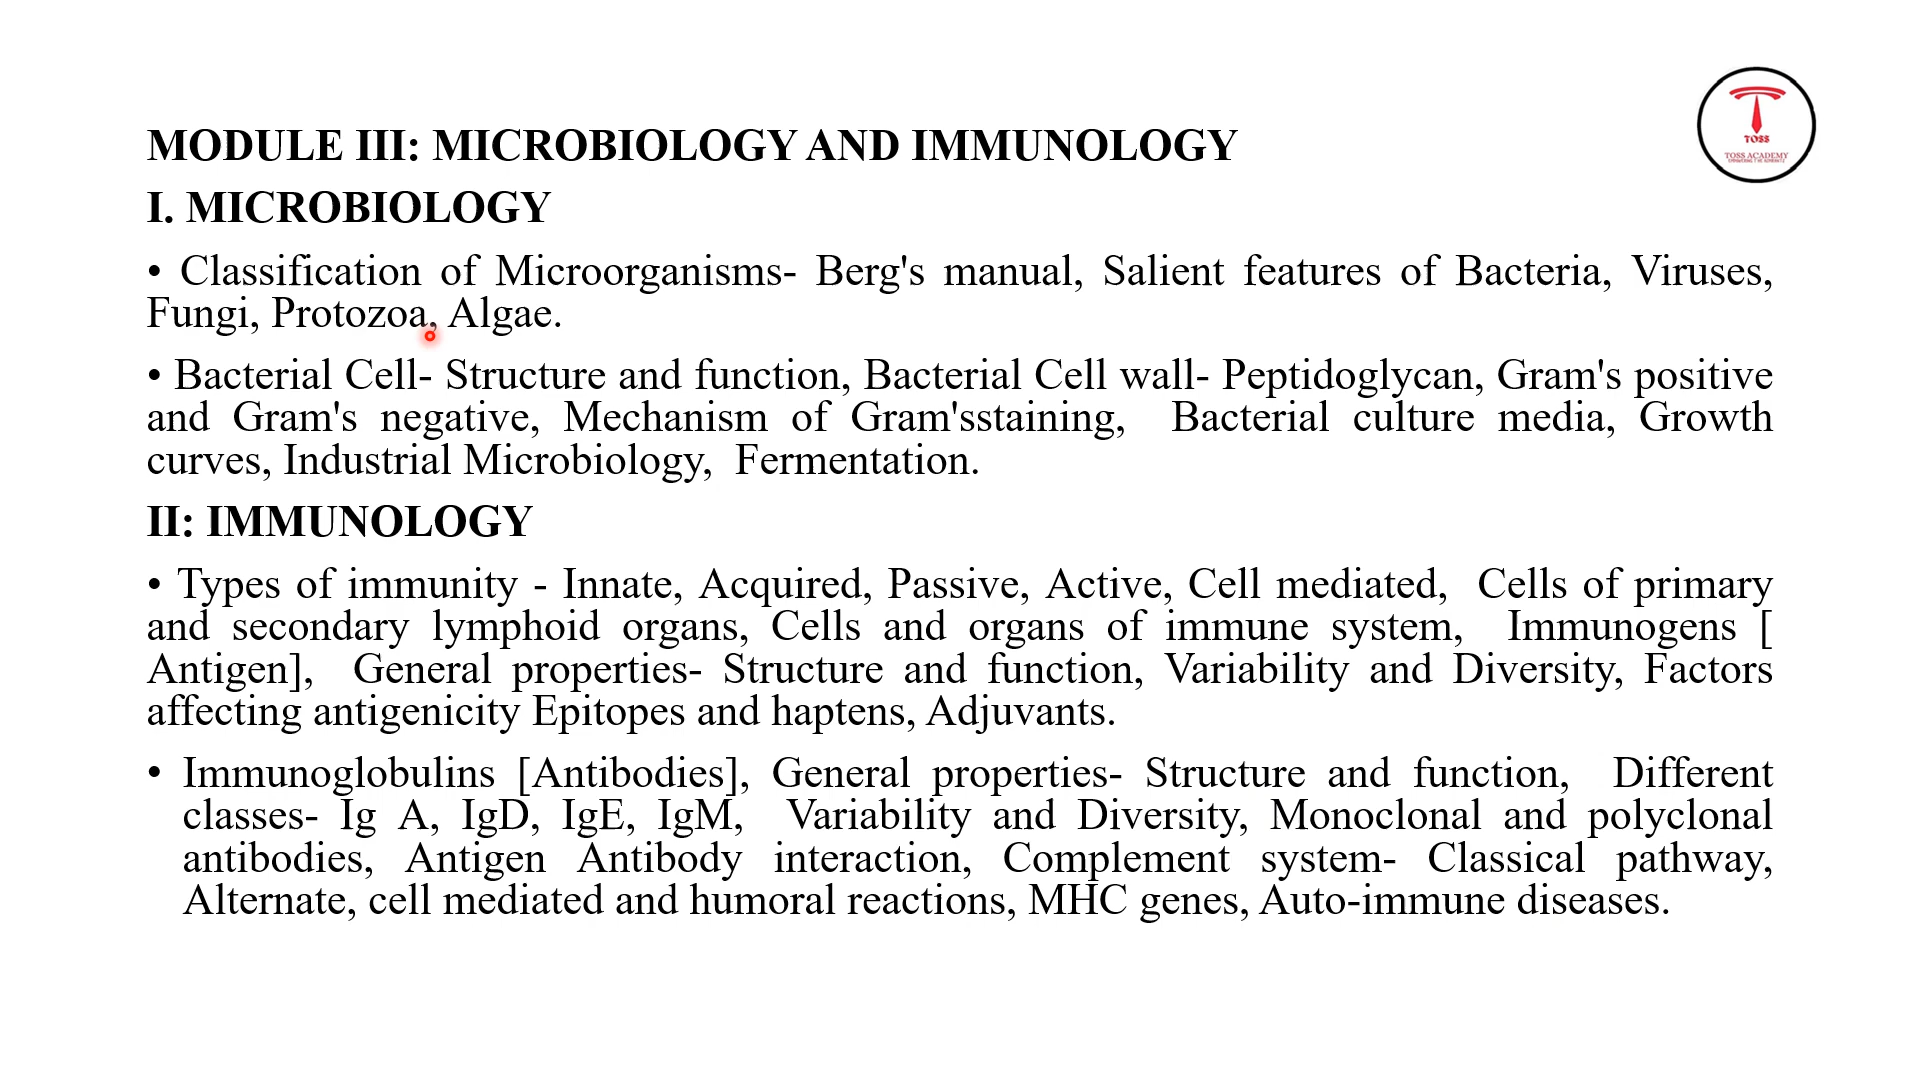 TOSS
TOSS ACADEMY
MODULE III: MICROBIOLOGY AND IMMUNOLOGY
I. MICROBIOLOGY
• Classification of Microorganisms- Berg's manual, Salient features of Bacteria, Viruses,
Fungi, Protozoa, Algae.
• Bacterial Cell- Structure and function, Bacterial Cell wall- Peptidoglycan, Gram's positive
and Gram's negative, Mechanism of Gram'sstaining, Bacterial culture media, Growth
curves, Industrial Microbiology, Fermentation.
II: IMMUNOLOGY
• Types of immunity - Innate, Acquired, Passive, Active, Cell mediated, Cells of primary
and secondary lymphoid organs, Cells and organs of immune system, Immunogens [
Antigen], General properties- Structure and function, Variability and Diversity, Factors
affecting antigenicity Epitopes and haptens, Adjuvants.
• Immunoglobulins [Antibodies], General properties- Structure and function, Different
classes- Ig A, IgD, IgE, IgM, Variability and Diversity, Monoclonal and polyclonal
antibodies, Antigen Antibody interaction, Complement system- Classical pathway,
Alternate, cell mediated and humoral reactions, MHC genes, Auto-immune diseases.